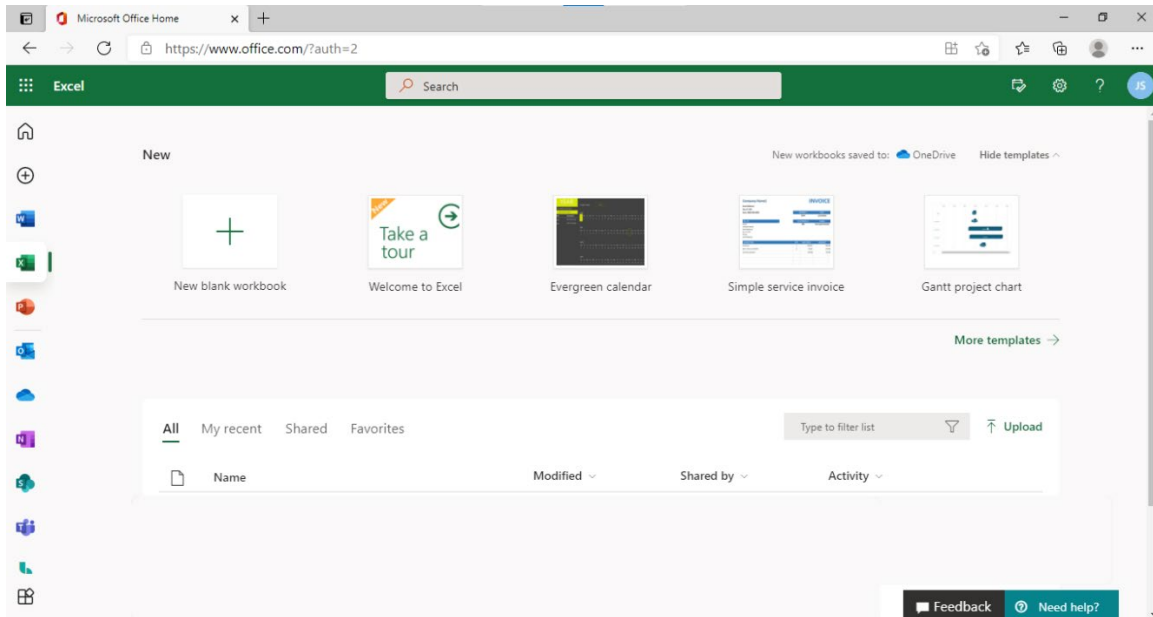 Microsoft Office Home
https://www.office.com/?auth=2
Excel
Search
JS
New
New workbooks saved to: OneDrive
Hide templates
New
Take a
tour
INVOICE
New blank workbook
Welcome to Excel
Evergreen calendar
Simple service invoice
Gantt project chart
More templates
All
My recent
Shared
Favorites
Type to filter list
Upload
Name
Modified
Shared by
Activity
Feedback
Need help?